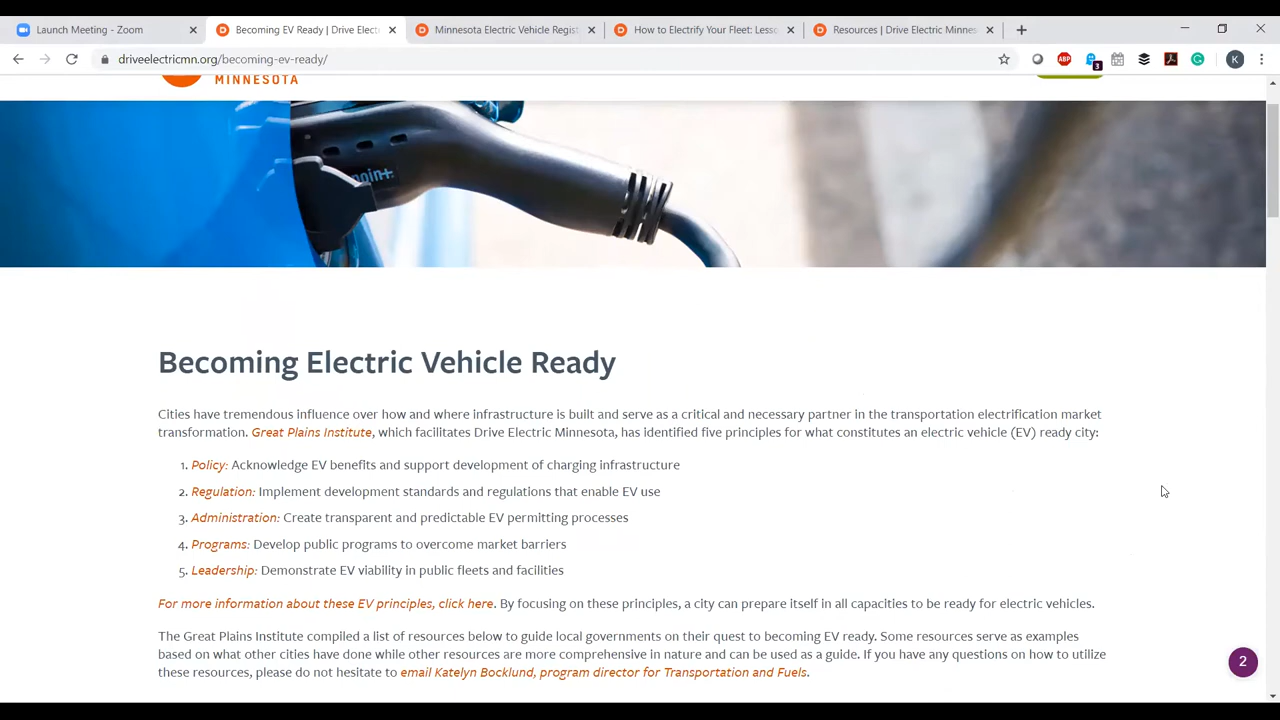 Launch Meeting - Zoom
Becoming EV Ready | Drive Elect
Minnesota Electric Vehicle Regist
How to Electrify Your Fleet: Less
Resources | Drive Electric Minnes
driveelectricmn.org/becoming-ev-ready/
ABP
3
K
MINNESOTA
Becoming Electric Vehicle Ready
Cities have tremendous influence over how and where infrastructure is built and serve as a critical and necessary partner in the transportation electrification market
transformation. Great Plains Institute, which facilitates Drive Electric Minnesota, has identified five principles for what constitutes an electric vehicle (EV) ready city:
1. Policy: Acknowledge EV benefits and support development of charging infrastructure
2. Regulation: Implement development standards and regulations that enable EV use
3. Administration: Create transparent and predictable EV permitting processes
4. Programs: Develop public programs to overcome market barriers
5. Leadership: Demonstrate EV viability in public fleets and facilities
For more information about these EV principles, click here. By focusing on these principles, a city can prepare itself in all capacities to be ready for electric vehicles.
The Great Plains Institute compiled a list of resources below to guide local governments on their quest to becoming EV ready. Some resources serve as examples
based on what other cities have done while other resources are more comprehensive in nature and can be used as a guide. If you have any questions on how to utilize
these resources, please do not hesitate to email Katelyn Bocklund, program director for Transportation and Fuels.
2